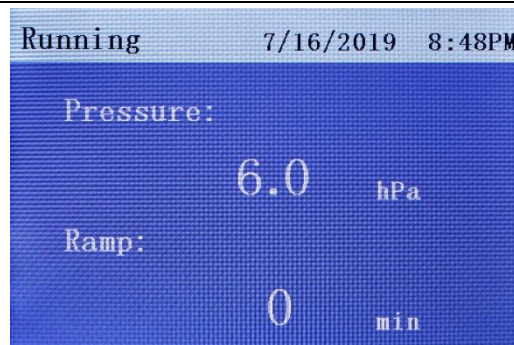 Running 7/16/2019 8:48PM
Pressure:
6.0 hPa
Ramp:
0 min